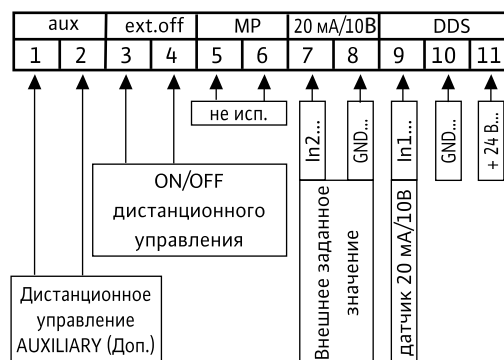 aux ext.off MP 20 мА/10В DDS
1 2 3 4 5 6 7 8 9 10 11
не исп.
In2...
GND...
In1...
GND...
+ 24 В...
ON/OFF
дистанционного
управления
Внешнее заданное
значение
датчик 20 мА/10В
Дистанционное
управление
AUXILIARY (Доп.)